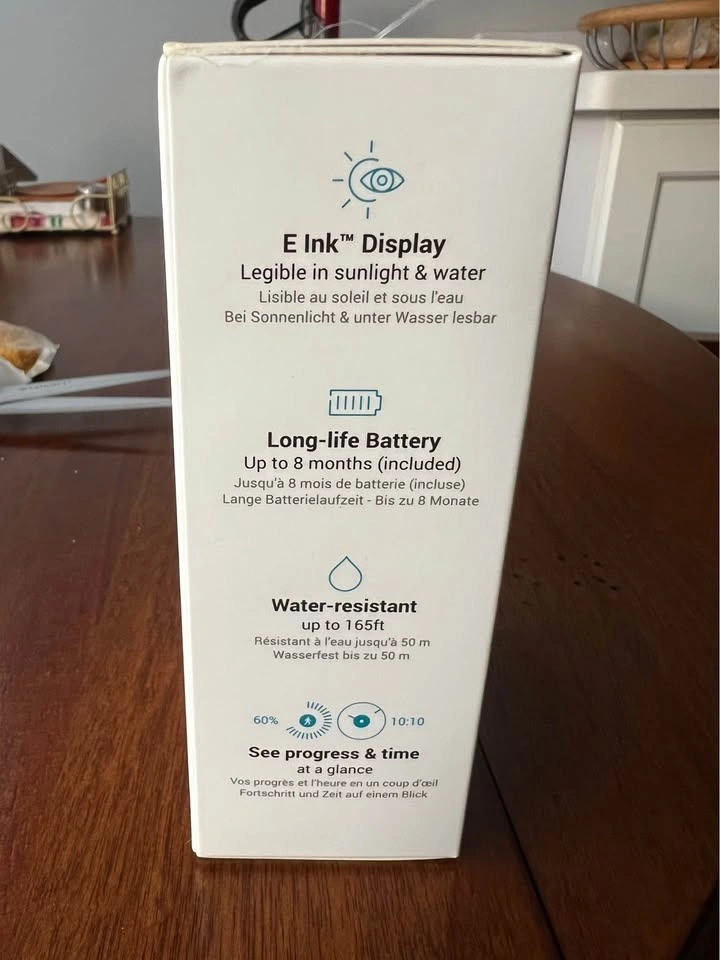 E Ink™ Display
Legible in sunlight & water
Lisible au soleil et sous l'eau
Bei Sonnenlicht & unter Wasser lesbar
Long-life Battery
Up to 8 months (included)
Jusqu'à 8 mois de batterie (incluse)
Lange Batterielaufzeit - Bis zu 8 Monate
Water-resistant
up to 165ft
Résistant à l'eau jusqu'à 50 m
Wasserfest bis zu 50 m
60% 10:10
See progress & time
at a glance
Vos progrès et l'heure en un coup d'œil
Fortschritt und Zeit auf einem Blick